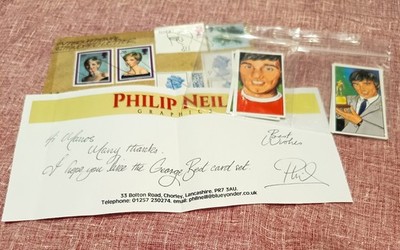 PHILIP NEIL
GRAPHICS
Many thanks.
I hope you like the George Best card set
Best
Wishes
Phil
33 Bolton Road, Chorley, Lancashire, PR7 3AU.
Telephone: 01257 230274. email: philneill@blueyonder.co.uk